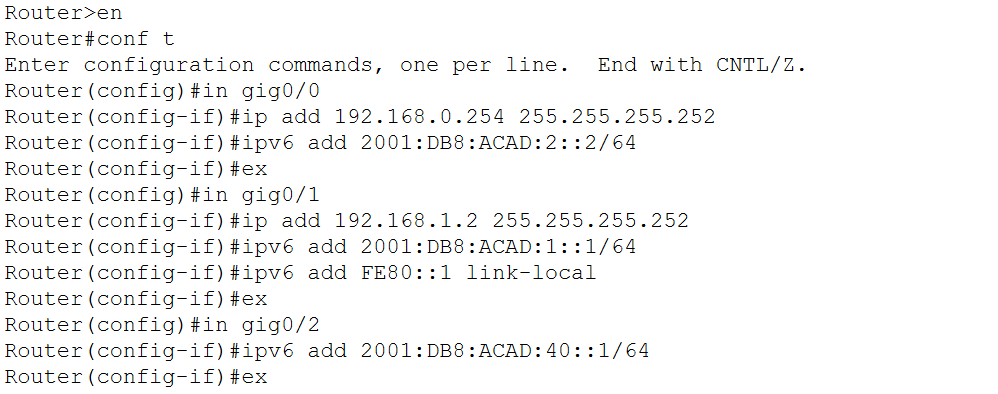 Router>en
Router#conf t
Enter configuration commands, one per line.  End with CNTL/Z.
Router(config)#in gig0/0
Router(config-if)#ip add 192.168.0.254 255.255.255.252
Router(config-if)#ipv6 add 2001:DB8:ACAD:2::2/64
Router(config-if)#ex
Router(config)#in gig0/1
Router(config-if)#ip add 192.168.1.2 255.255.255.252
Router(config-if)#ipv6 add 2001:DB8:ACAD:1::1/64
Router(config-if)#ipv6 add FE80::1 link-local
Router(config-if)#ex
Router(config)#in gig0/2
Router(config-if)#ipv6 add 2001:DB8:ACAD:40::1/64
Router(config-if)#ex